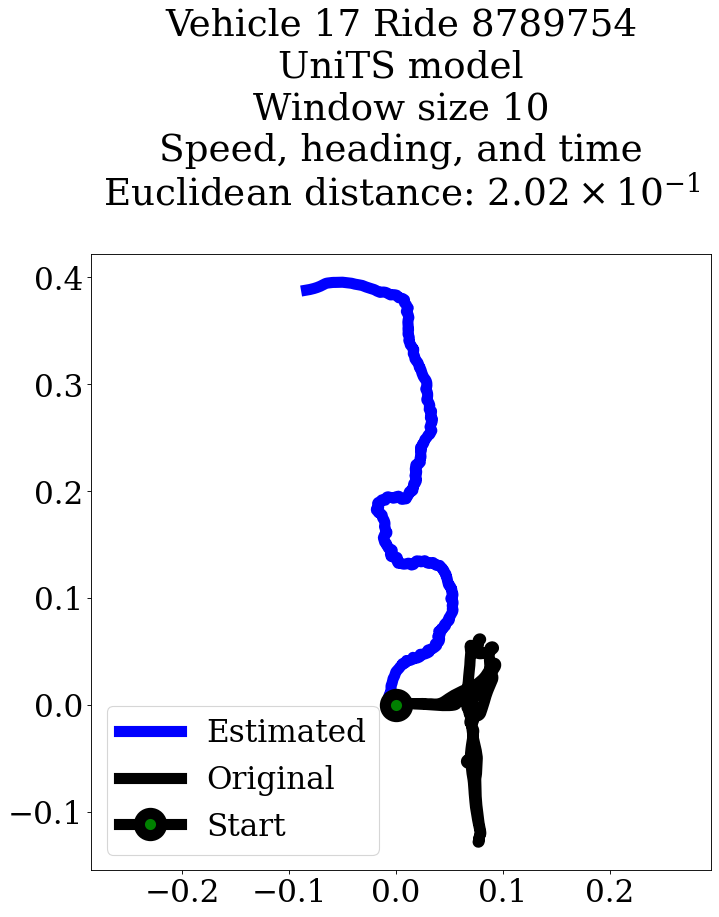 Vehicle 17 Ride 8789754
UniTS model
Window size 10
Speed, heading, and time
Euclidean distance: 2.02 × 10⁻¹
0.4
0.3
0.2
0.1
0.0
−0.1
Estimated
Original
Start
−0.2 −0.1 0.0 0.1 0.2